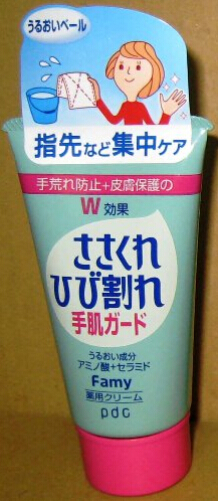 うるおいベール
指先など集中ケア
手荒れ防止+皮膚保護の
W効果
ささくれ
ひび割れ
手肌ガード
うるおい成分
アミノ酸+セラミド
Famy
薬用クリーム
pdc